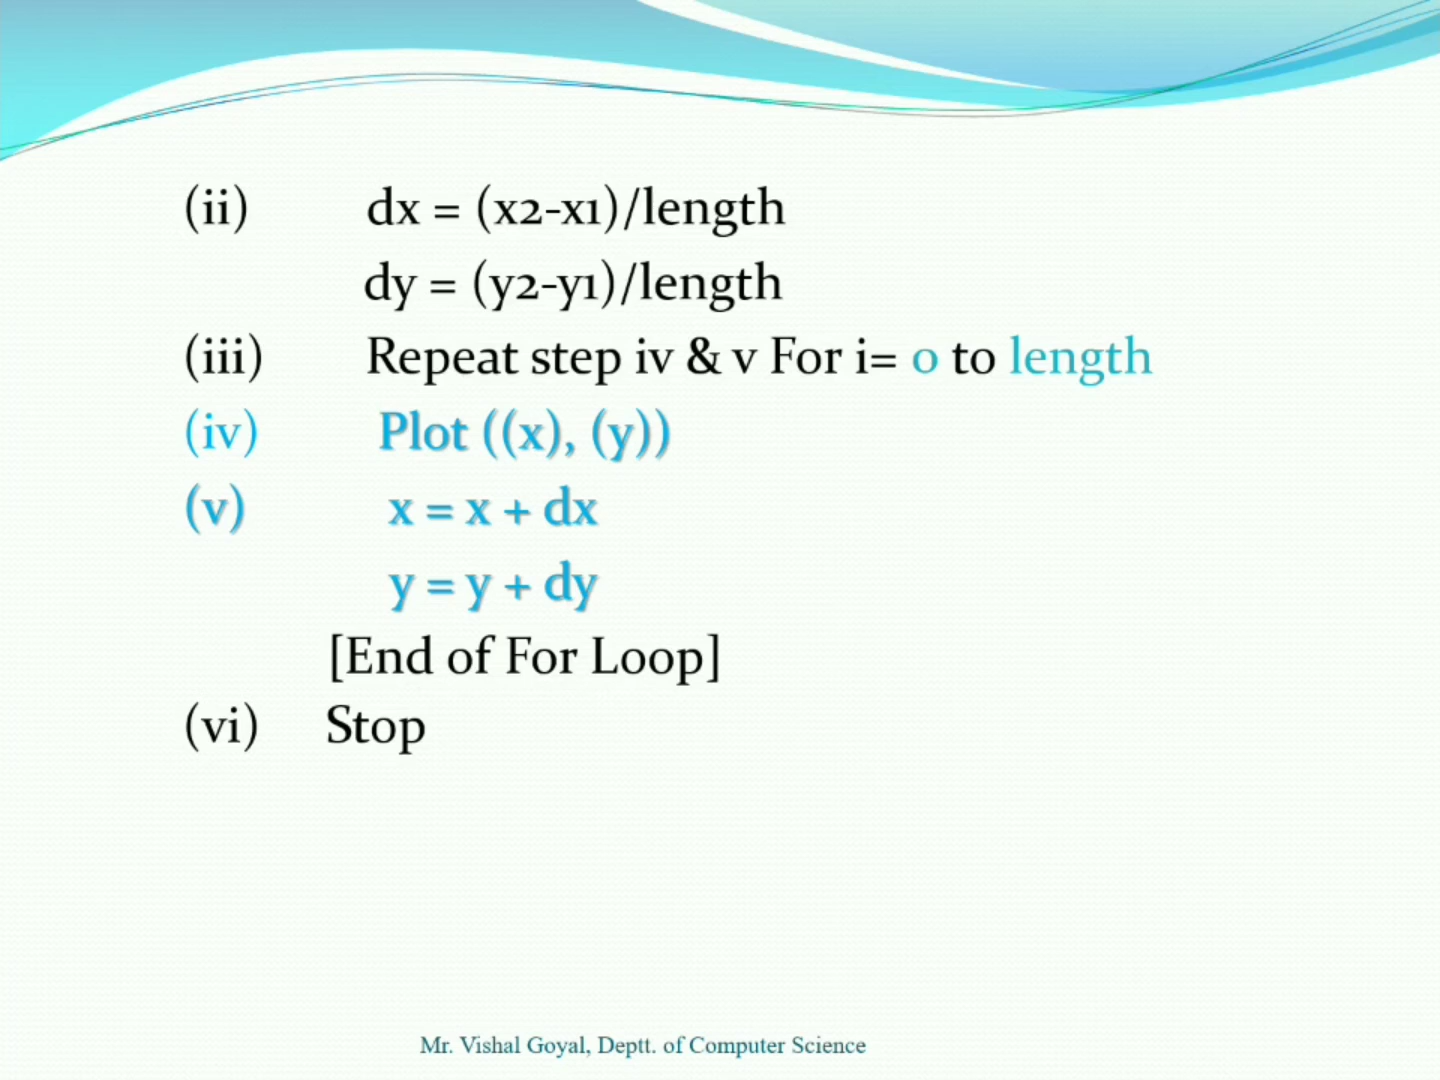 (ii) dx = (x2-x1)/length
dy = (y2-y1)/length
(iii) Repeat step iv & v For i= 0 to length
(iv) Plot ((x), (y))
(v) x = x + dx
y = y + dy
[End of For Loop]
(vi) Stop
Mr. Vishal Goyal, Deptt. of Computer Science